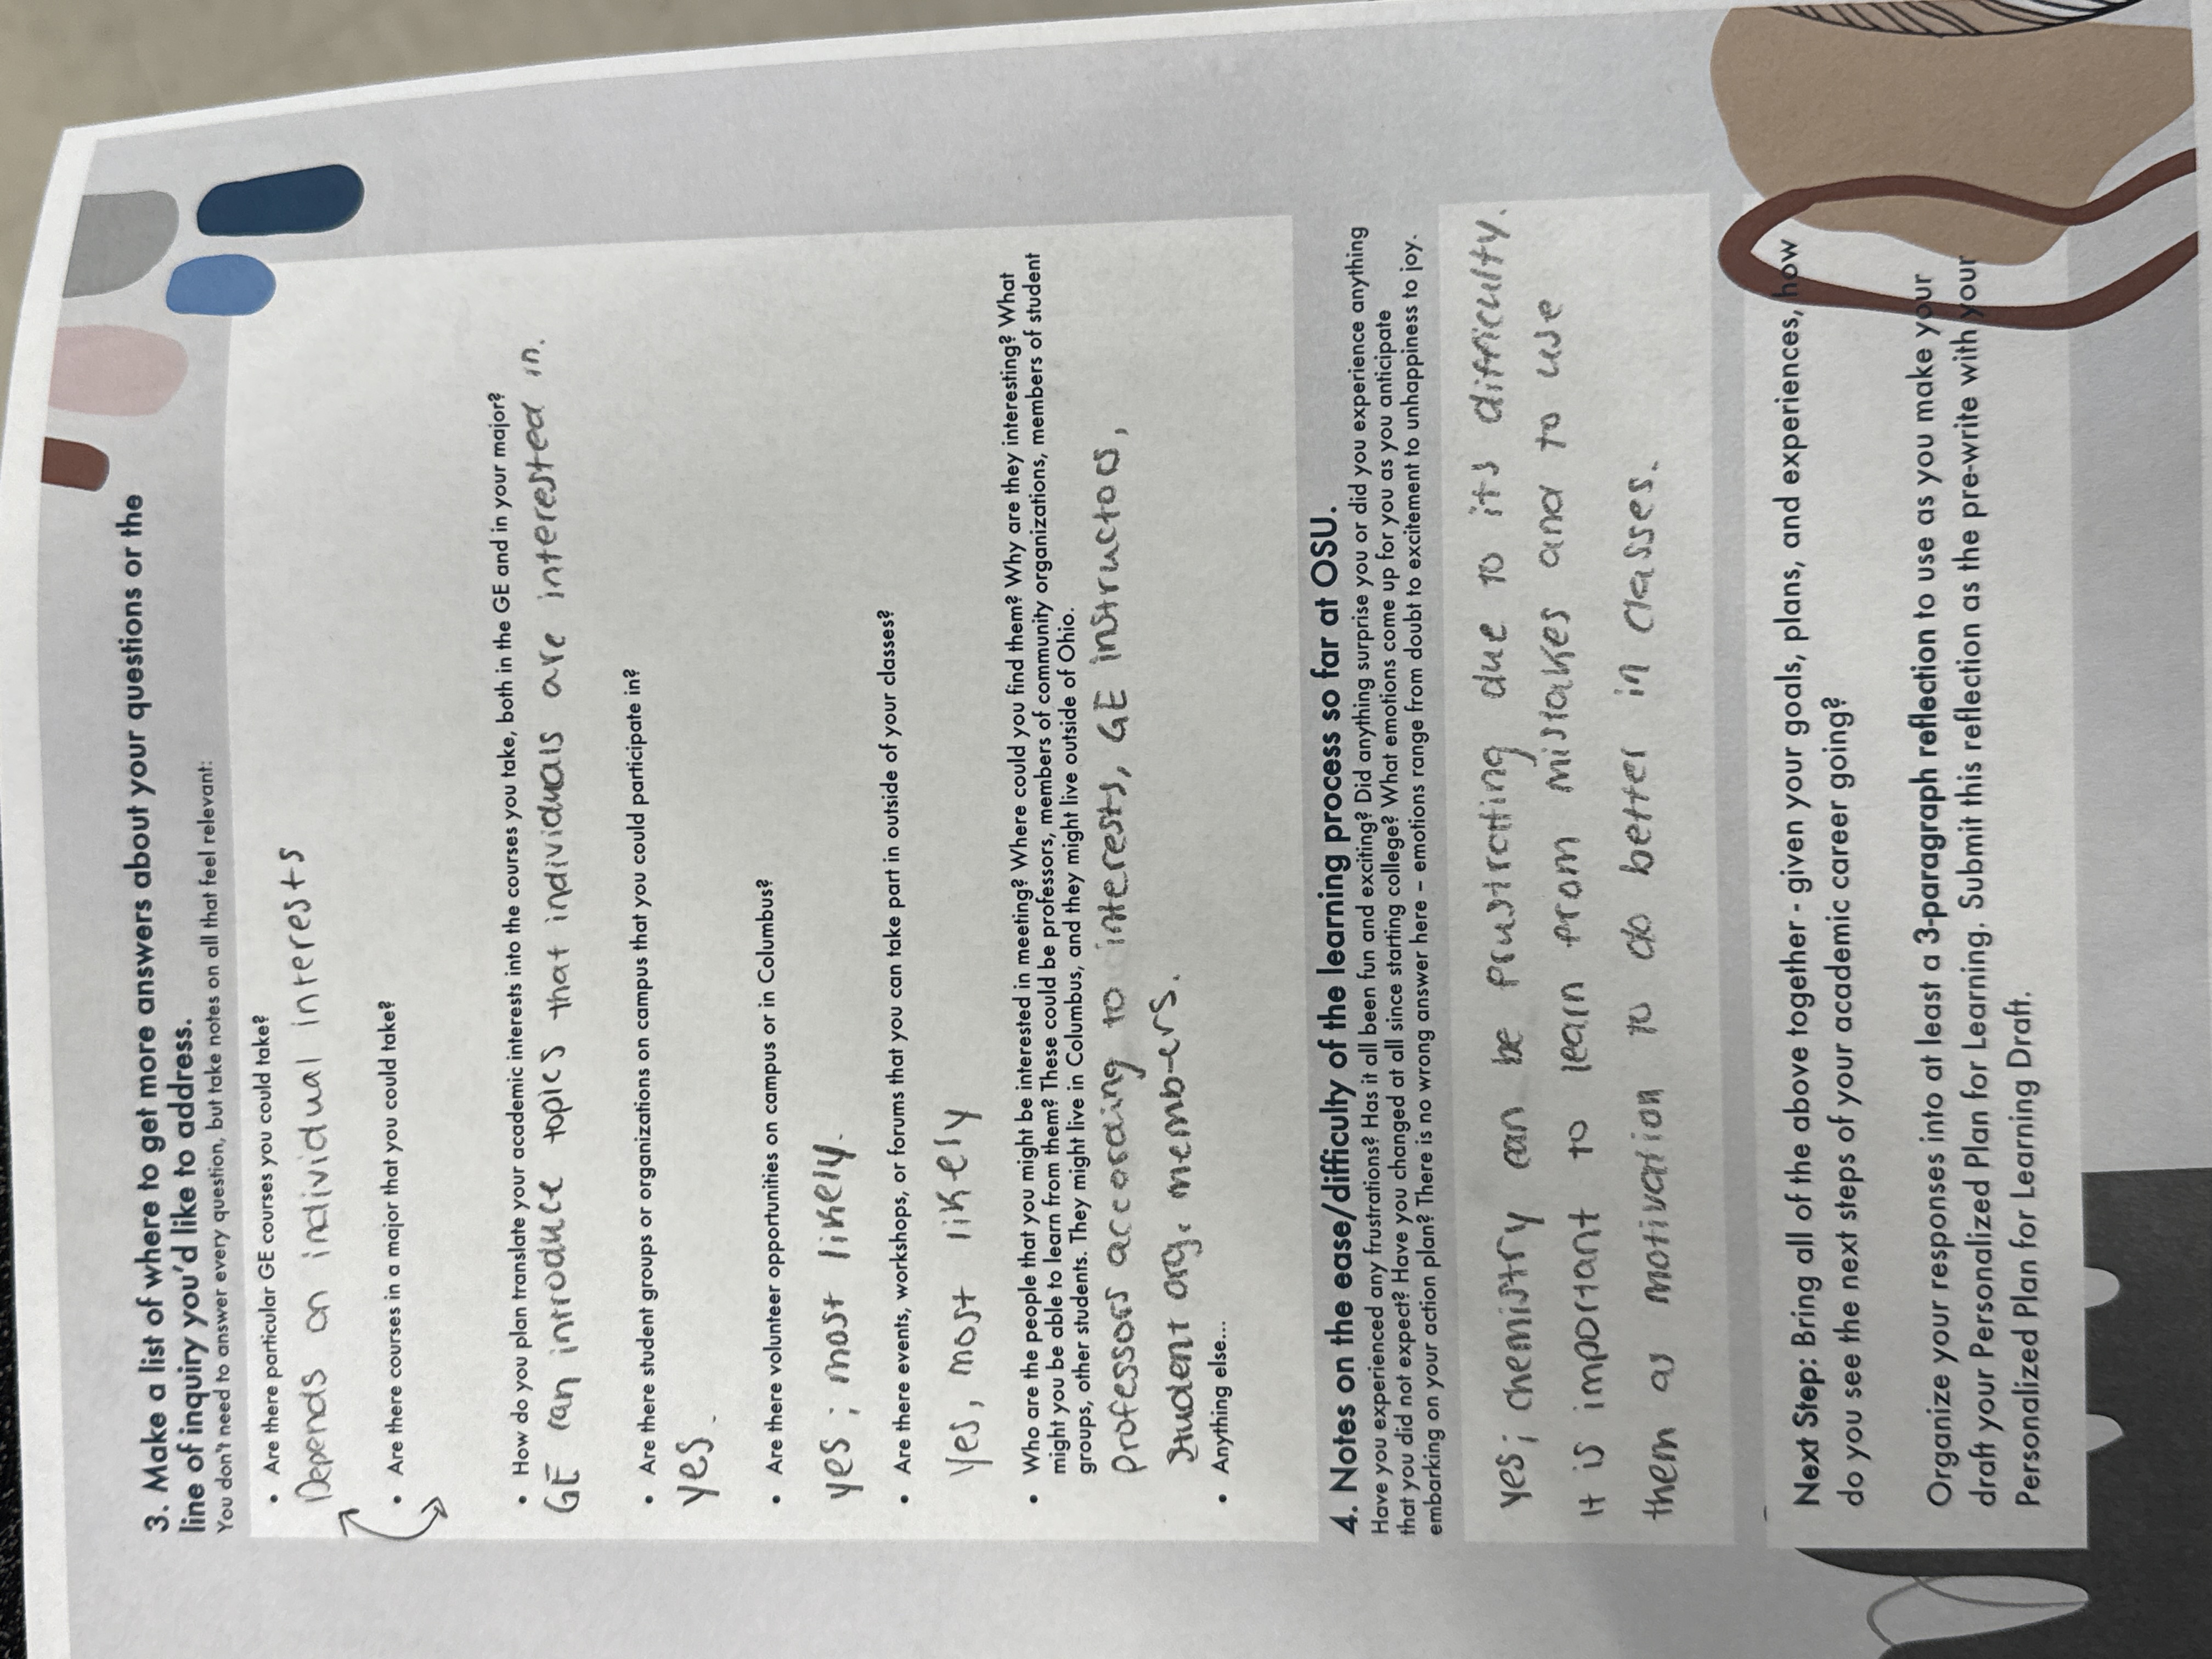 3. Make a list of where to get more answers about your questions or the
line of inquiry you'd like to address.
You don't need to answer every question, but take notes on all that feel relevant:
• Are there particular GE courses you could take?
Depends on individual interests
• Are there courses in a major that you could take?
• How do you plan translate your academic interests into the courses you take, both in the GE and in your major?
GE can introduce topics that individuals are interested in.
• Are there student groups or organizations on campus that you could participate in?
yes.
• Are there volunteer opportunities on campus or in Columbus?
yes; most likely.
• Are there events, workshops, or forums that you can take part in outside of your classes?
Yes, most likely
• Who are the people that you might be interested in meeting? Where could you find them? Why are they interesting? What
might you be able to learn from them? These could be professors, members of community organizations, members of student
groups, other students. They might live in Columbus, and they might live outside of Ohio.
Professors according to interests, GE instructors,
Student org. members.
• Anything else...
4. Notes on the ease/difficulty of the learning process so far at OSU.
Have you experienced any frustrations? Has it all been fun and exciting? Did anything surprise you or did you experience anything
that you did not expect? Have you changed at all since starting college? What emotions come up for you as you anticipate
embarking on your action plan? There is no wrong answer here – emotions range from doubt to excitement to unhappiness to joy.
yes; chemistry can be frustrating due to its difficulty.
It is important to learn from mistakes and to use
them as motivation to do better in classes.
Next Step: Bring all of the above together - given your goals, plans, and experiences, how
do you see the next steps of your academic career going?
Organize your responses into at least a 3-paragraph reflection to use as you make your
draft your Personalized Plan for Learning. Submit this reflection as the pre-write with your
Personalized Plan for Learning Draft.